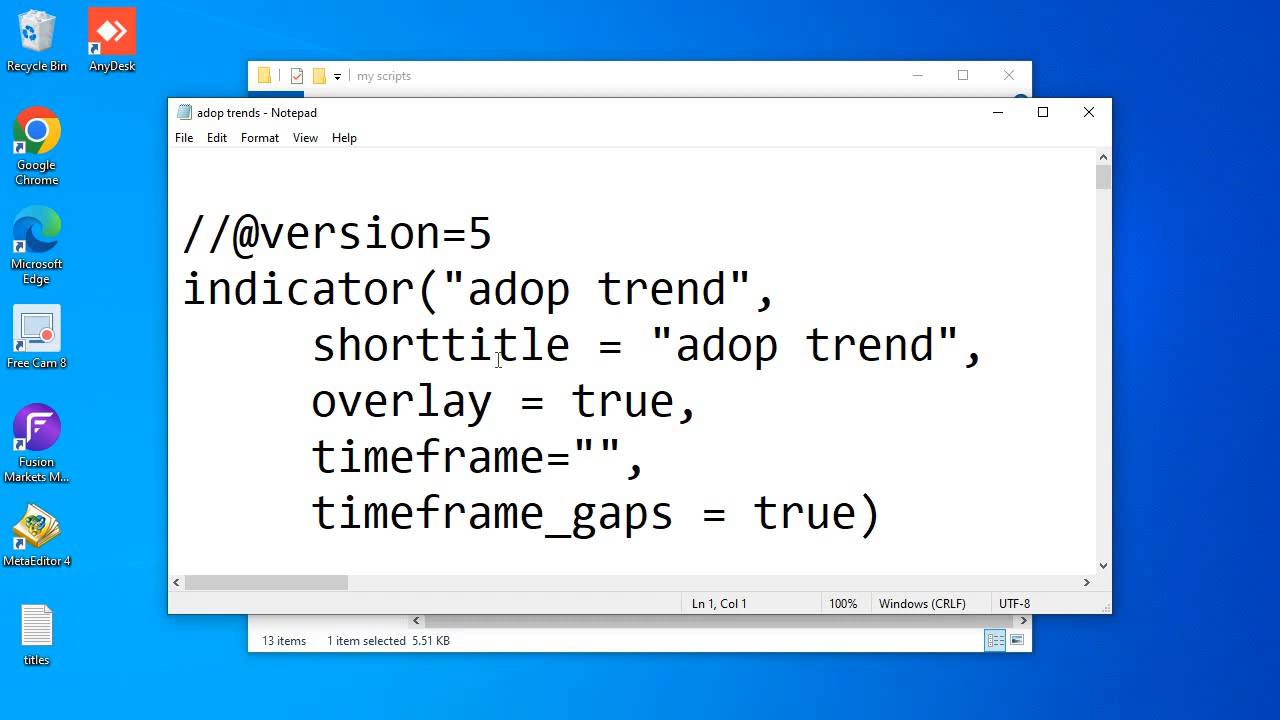 Recycle Bin
AnyDesk
Google
Chrome
Microsoft
Edge
Free Cam 8
Fusion
Markets M...
MetaEditor 4
titles
my scripts
adop trends - Notepad
File Edit Format View Help
//@version=5
indicator("adop trend",
shorttitle = "adop trend",
overlay = true,
timeframe="",
timeframe_gaps = true)
Ln 1, Col 1 100% Windows (CRLF) UTF-8
13 items 1 item selected 5.51 KB